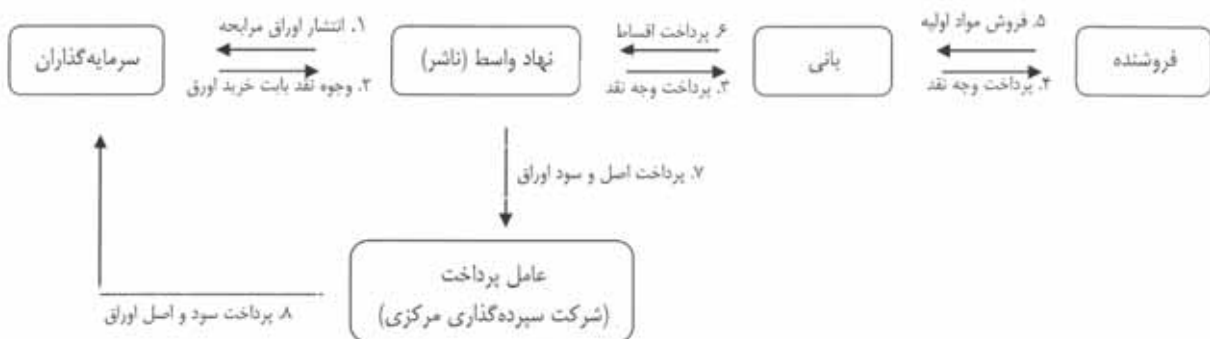 ۱. انتشار اوراق مرابحه
سرمایه‌گذاران
۲. وجوه نقد بابت خرید اورق
نهاد واسط (ناشر)
۶. پرداخت اقساط
۳. پرداخت وجه نقد
بانی
۵. فروش مواد اولیه
۴. پرداخت وجه نقد
فروشنده
۷. پرداخت اصل و سود اوراق
عامل پرداخت
(شرکت سپرده‌گذاری مرکزی)
۸. پرداخت سود و اصل اوراق